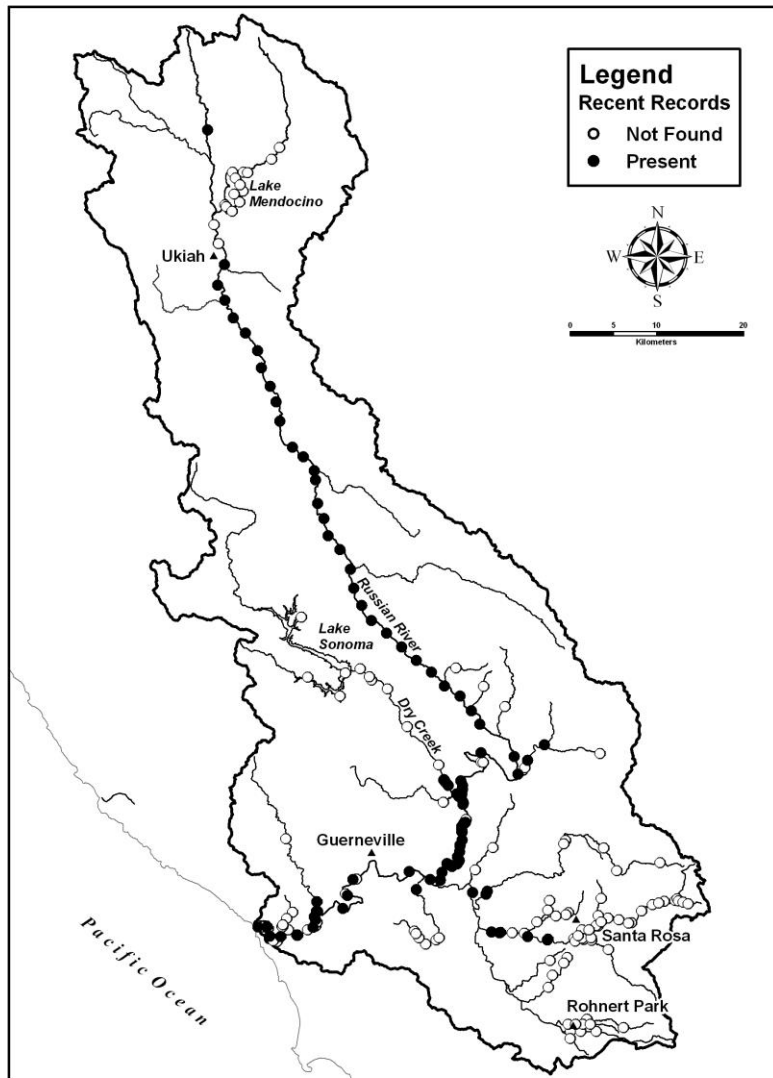 Legend
Recent Records
Not Found
Present
Lake
Mendocino
N
Ukiah
W
E
S
0 5 10 20
Kilometers
Russian River
Lake
Sonoma
Dry Creek
Guerneville
Santa Rosa
Pacific Ocean
Rohnert Park